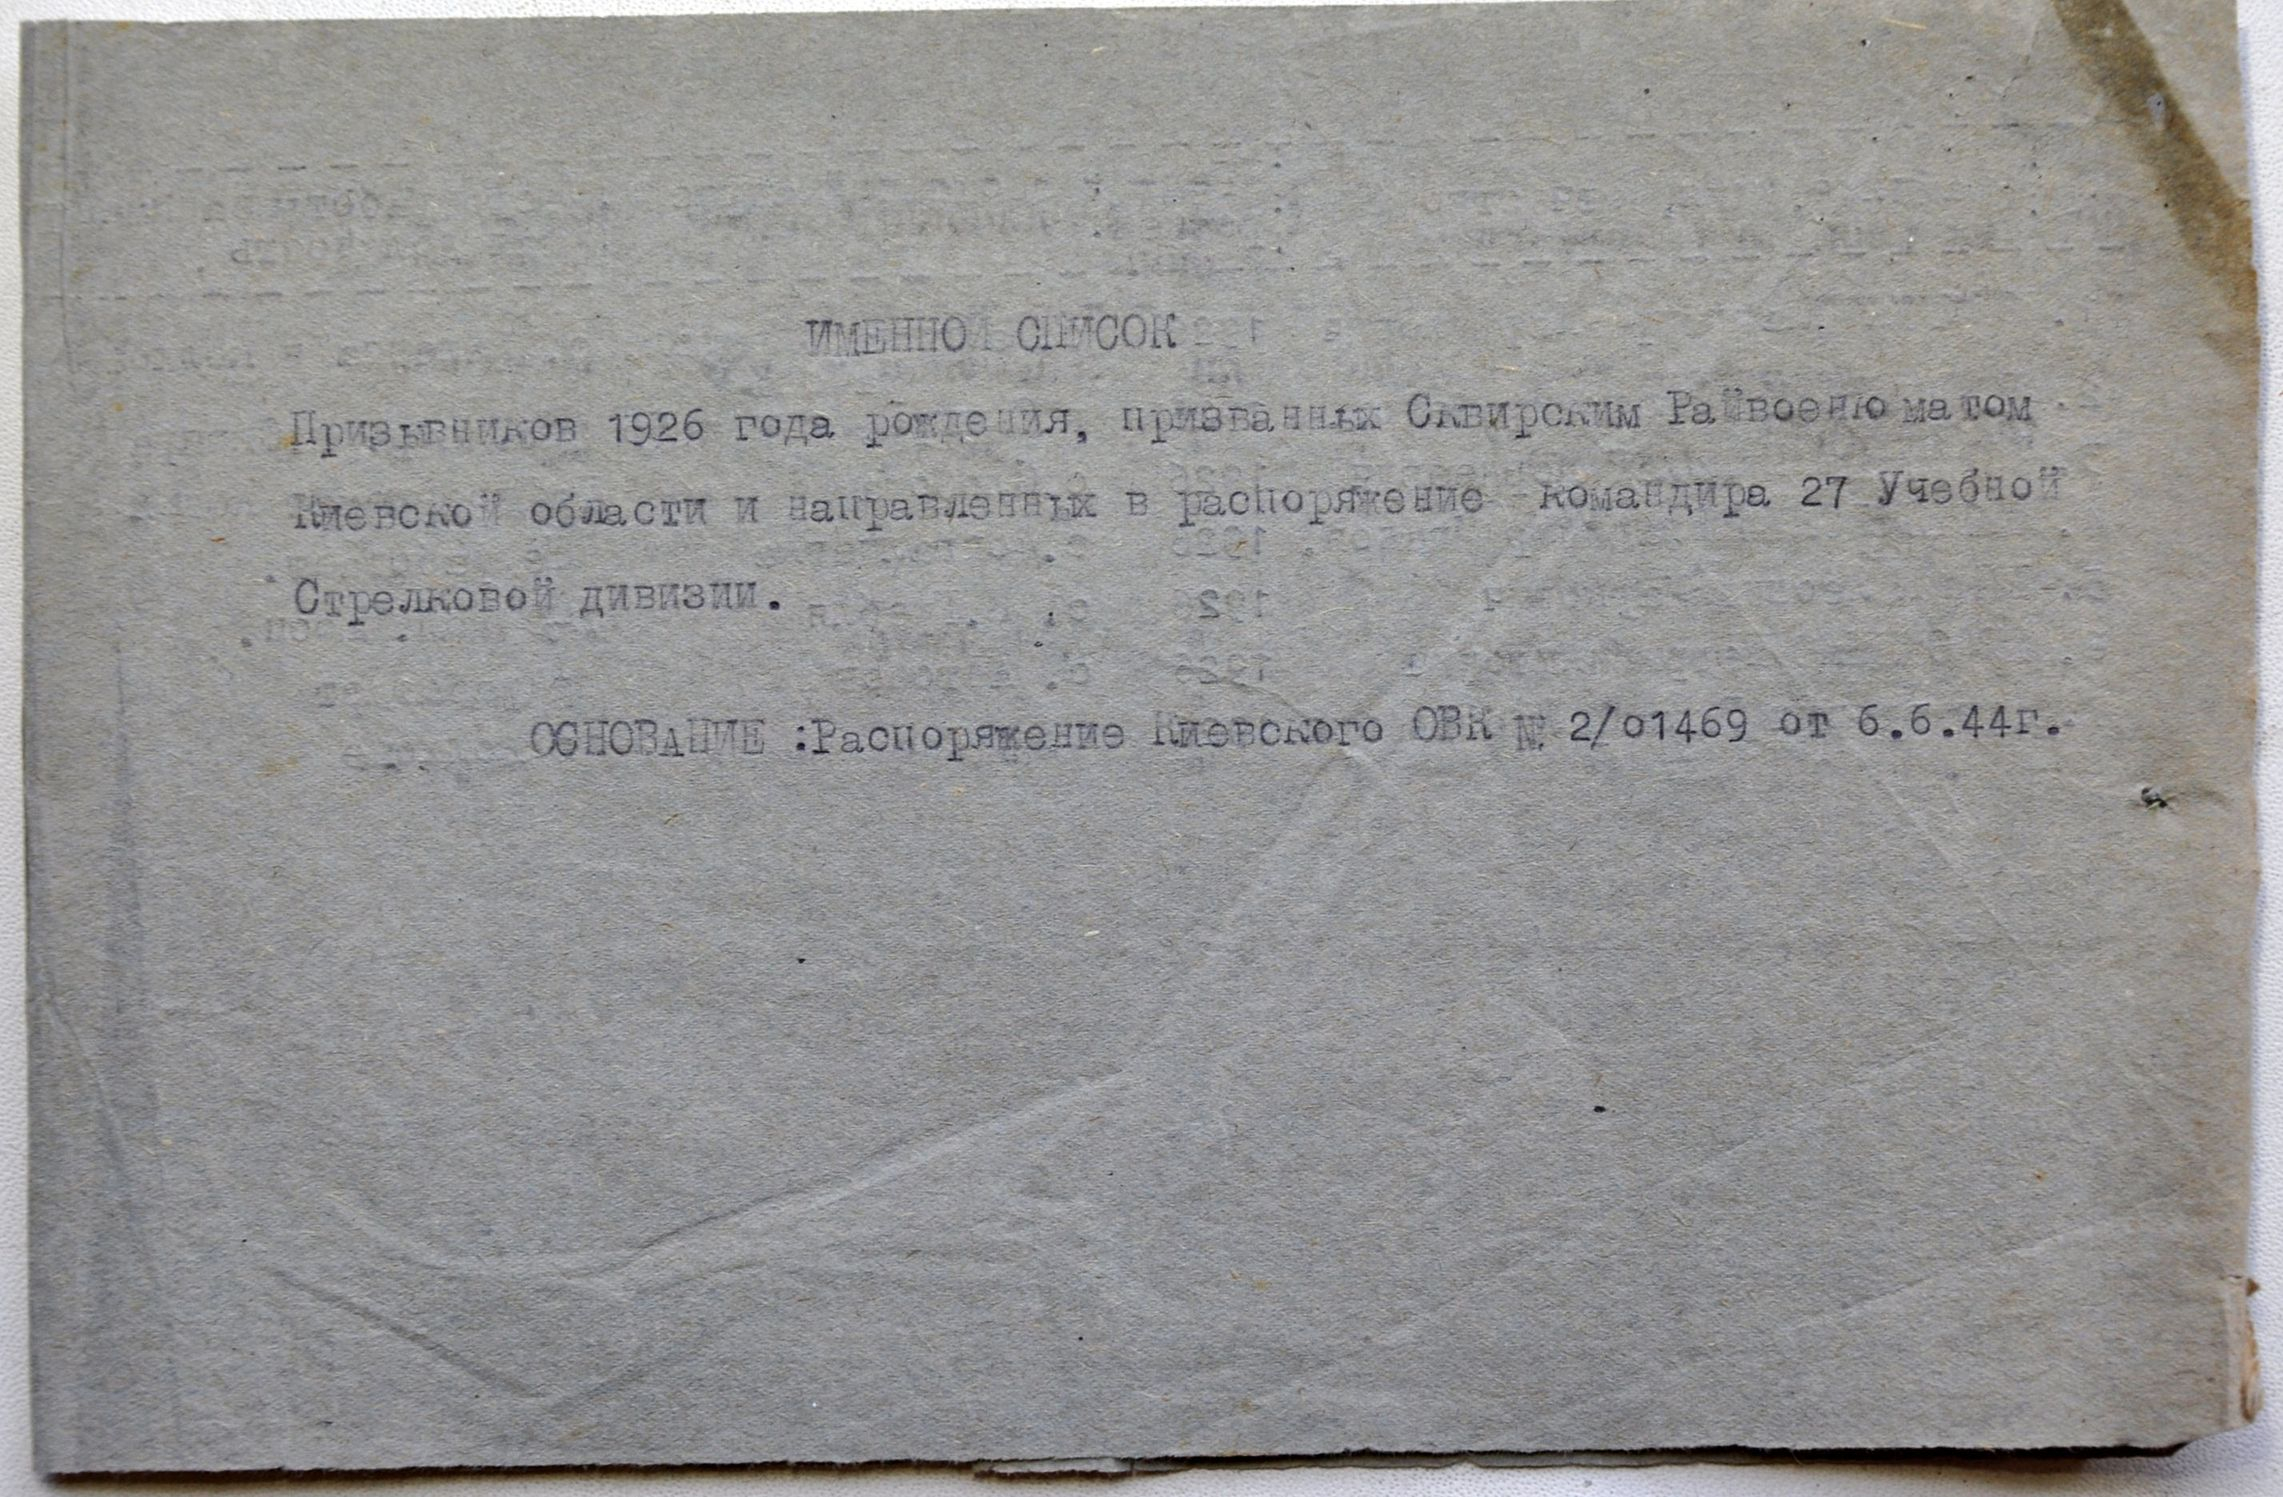 ИМЕННОЙ СПИСОК
Призывников 1926 года рождения, призванных Сквирским Райвоенкоматом
Киевской области и направленных в распоряжение командира 27 Учебной
Стрелковой дивизии.
ОСНОВАНИЕ :Распоряжение Киевского ОВК № 2/о1469 от 6.6.44г.